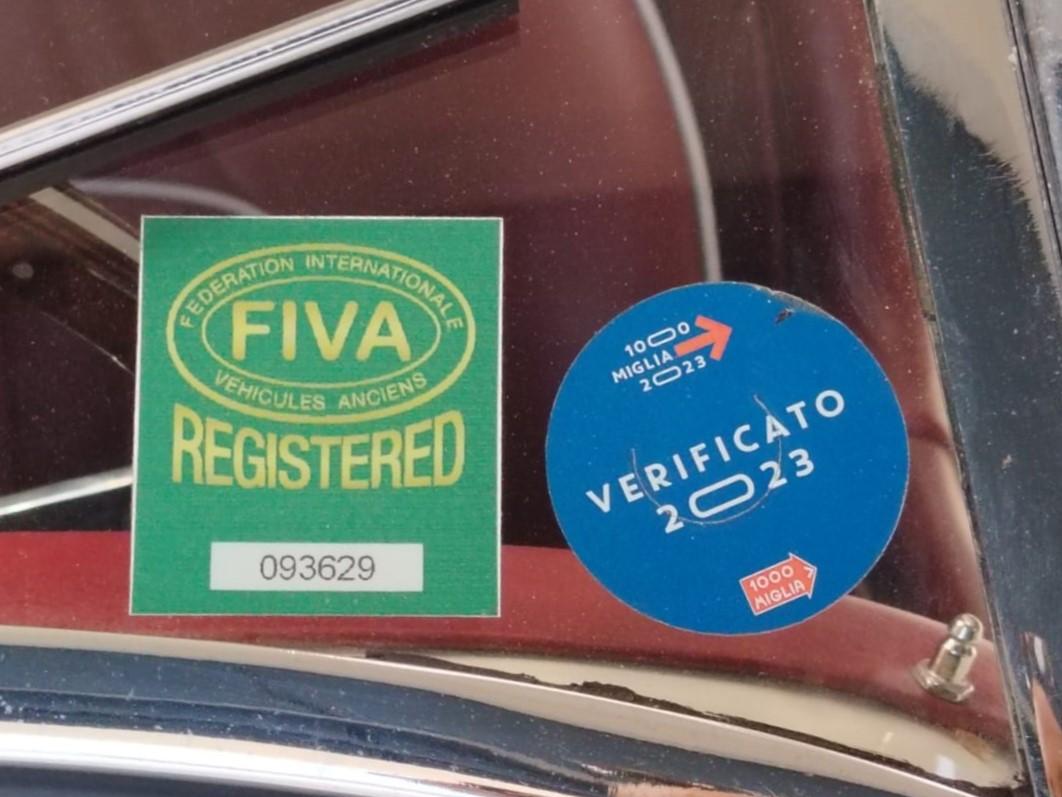 FEDERATION INTERNATIONALE
FIVA
VEHICULES ANCIENS
REGISTERED
093629
1000
MIGLIA
2023
VERIFICATO
2023
1000
MIGLIA